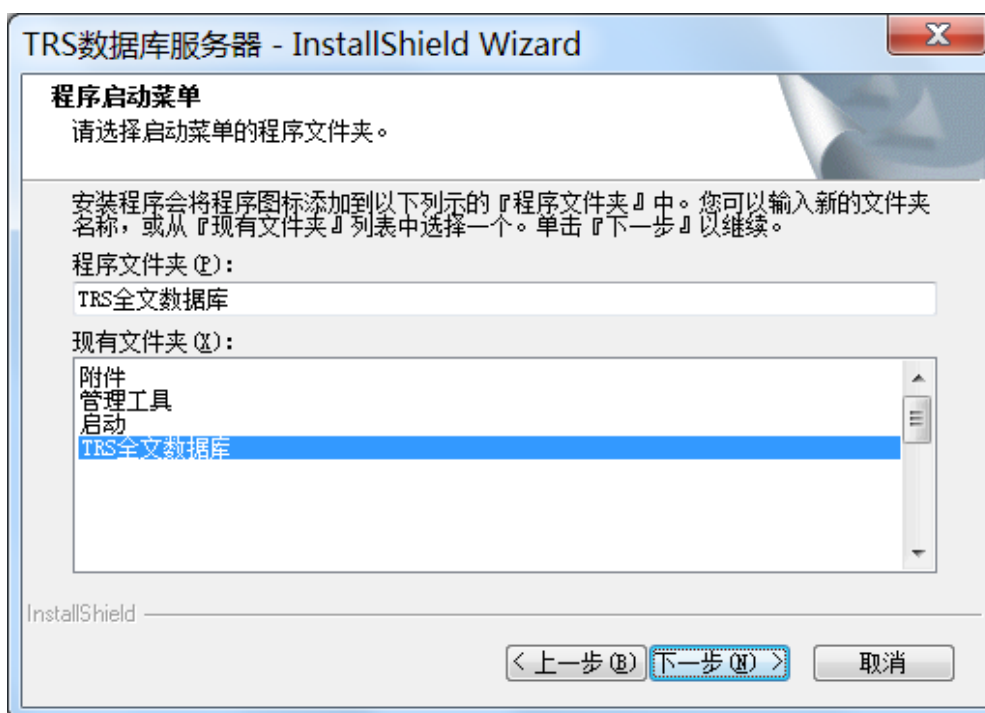 TRS数据库服务器 - InstallShield Wizard
X
程序启动菜单
请选择启动菜单的程序文件夹。
安装程序会将程序图标添加到以下列示的『程序文件夹』中。您可以输入新的文件夹
名称，或从『现有文件夹』列表中选择一个。单击『下一步』以继续。
程序文件夹(P)：
TRS全文数据库
现有文件夹(X)：
附件
管理工具
启动
TRS全文数据库
InstallShield
< 上一步(B) 下一步(N) > 取消